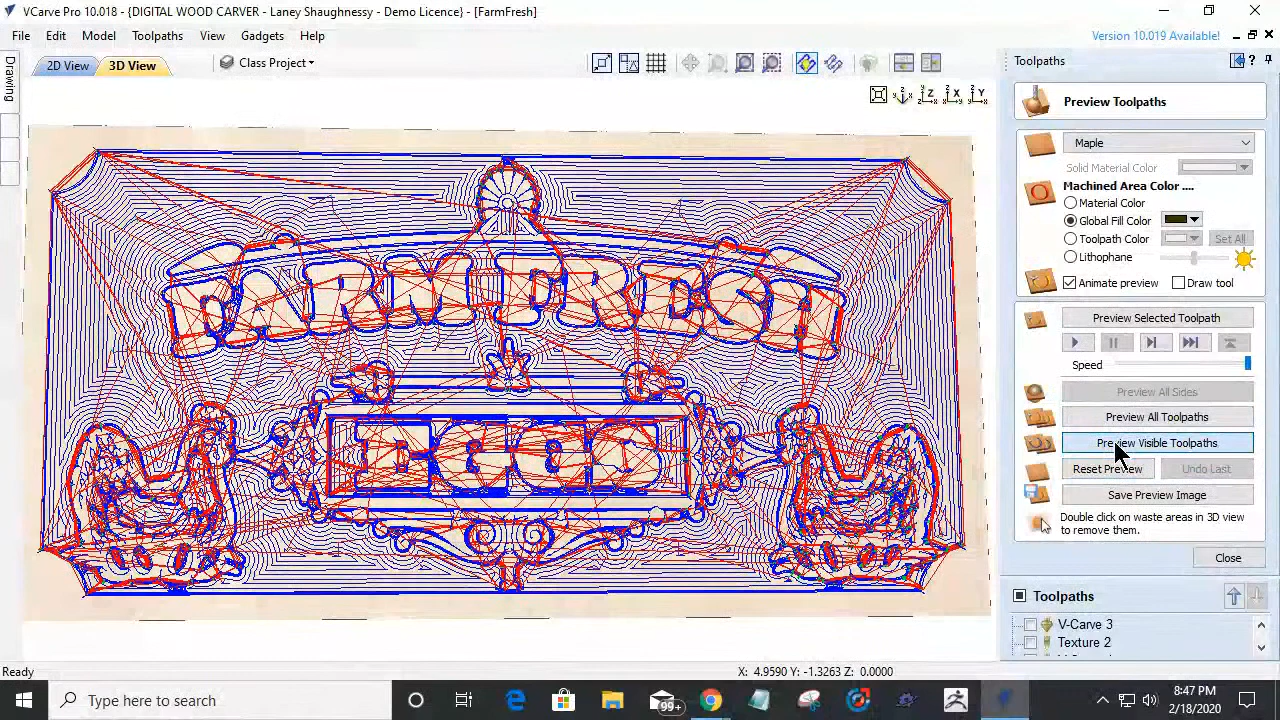 VCarve Pro 10.018 - {DIGITAL WOOD CARVER - Laney Shaughnessy - Demo Licence} - [FarmFresh]
File Edit Model Toolpaths View Gadgets Help
Version 10.019 Available!
2D View 3D View
Class Project
Drawing
Z X Y
FARM FRESH
EGGS
Toolpaths
Preview Toolpaths
Maple
Solid Material Color
Machined Area Color ....
Material Color
Global Fill Color
Toolpath Color Set All
Lithophane
Animate preview Draw tool
Preview Selected Toolpath
Speed
Preview All Sides
Preview All Toolpaths
Preview Visible Toolpaths
Reset Preview Undo Last
Save Preview Image
Double click on waste areas in 3D view
to remove them.
Close
Toolpaths
V-Carve 3
Texture 2
Ready
X: 4.9590 Y: -1.3263 Z: 0.0000
Type here to search
99+
8:47 PM
2/18/2020